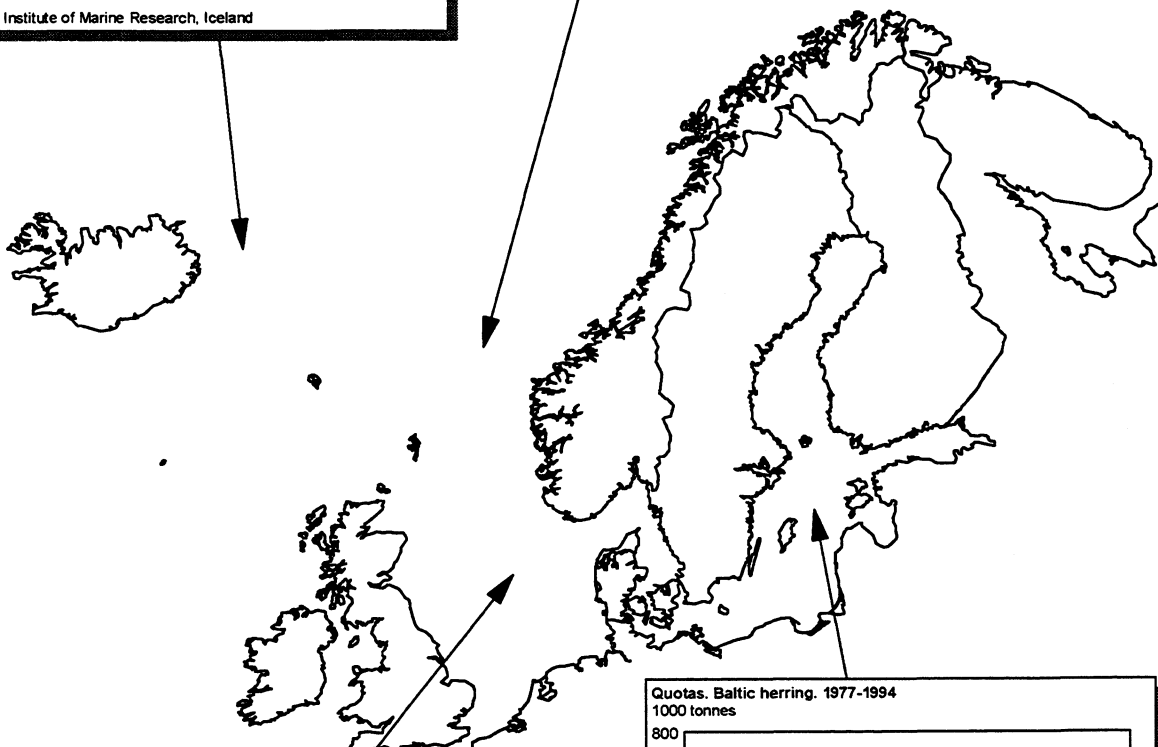 Institute of Marine Research, Iceland
Quotas. Baltic herring. 1977-1994
1000 tonnes
800